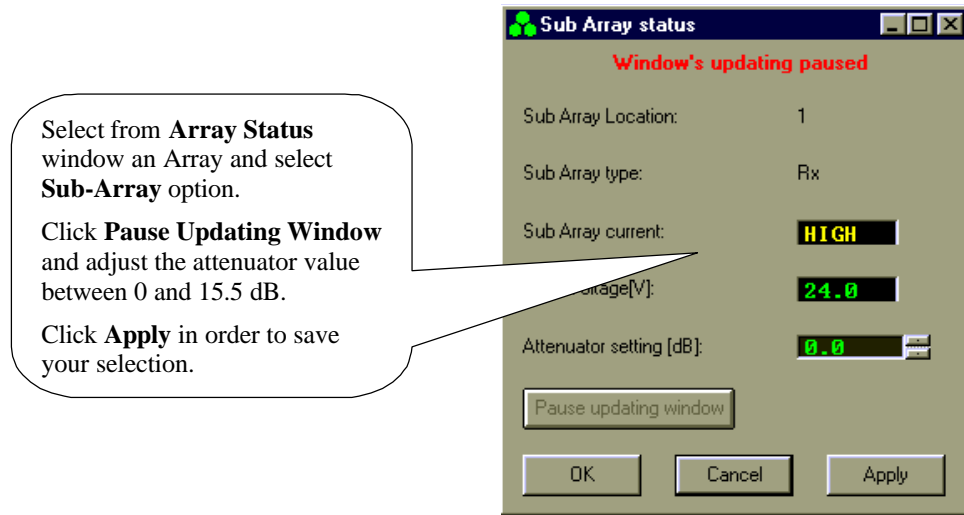 Sub Array status
Window's updating paused
Select from Array Status
window an Array and select
Sub-Array option.
Click Pause Updating Window
and adjust the attenuator value
between 0 and 15.5 dB.
Click Apply in order to save
your selection.
Sub Array Location: 1
Sub Array type: Rx
Sub Array current: HIGH
24.0
Attenuator setting [dB]: 0.0
Pause updating window
OK Cancel Apply